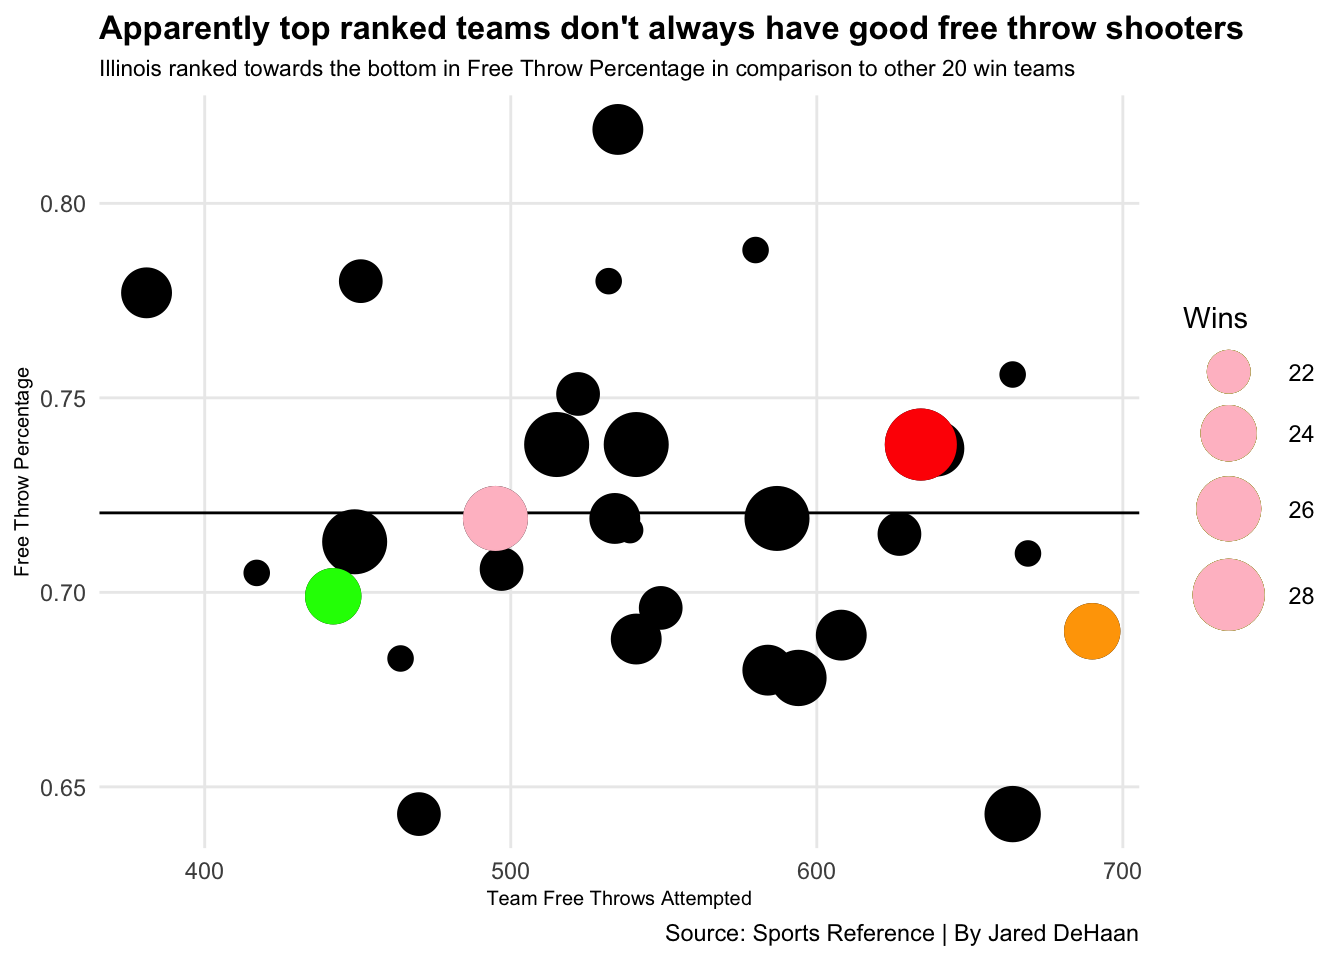 Apparently top ranked teams don't always have good free throw shooters
Illinois ranked towards the bottom in Free Throw Percentage in comparison to other 20 win teams
0.80
0.75
0.70
0.65
Free Throw Percentage
400
500
600
700
Team Free Throws Attempted
Wins
22
24
26
28
Source: Sports Reference | By Jared DeHaan